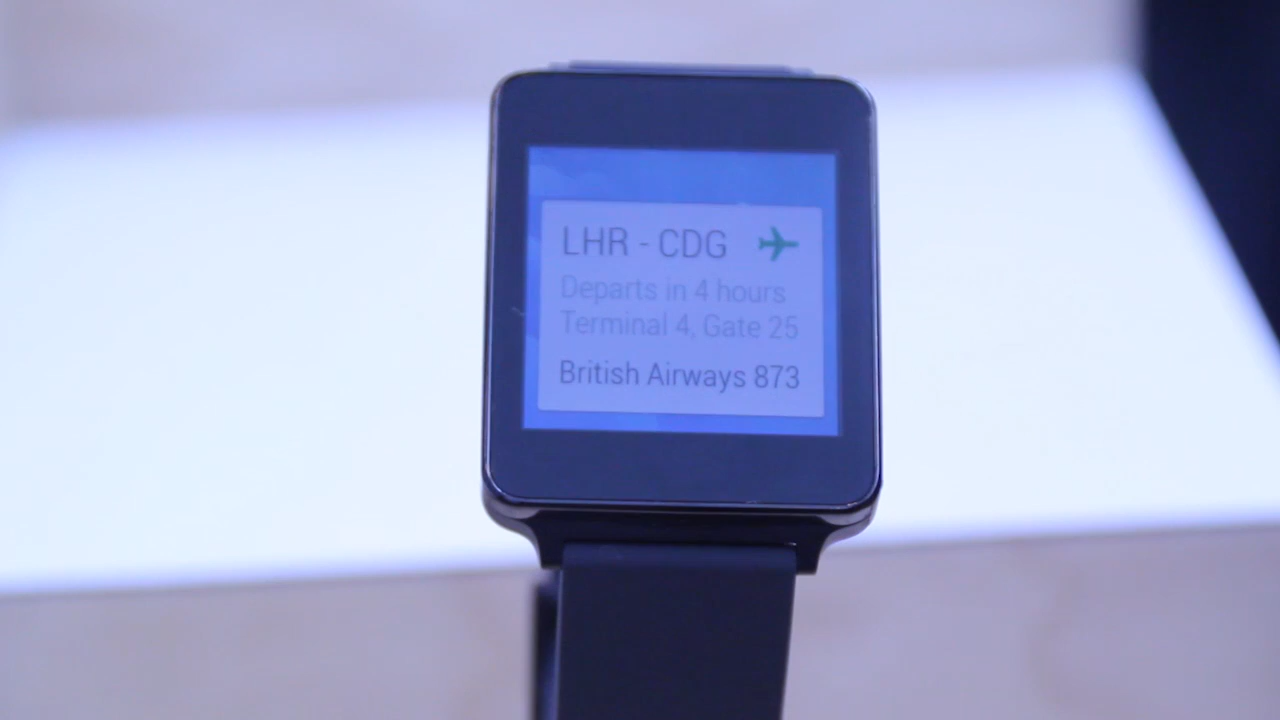 LHR - CDG
Departs in 4 hours
Terminal 4, Gate 25
British Airways 873